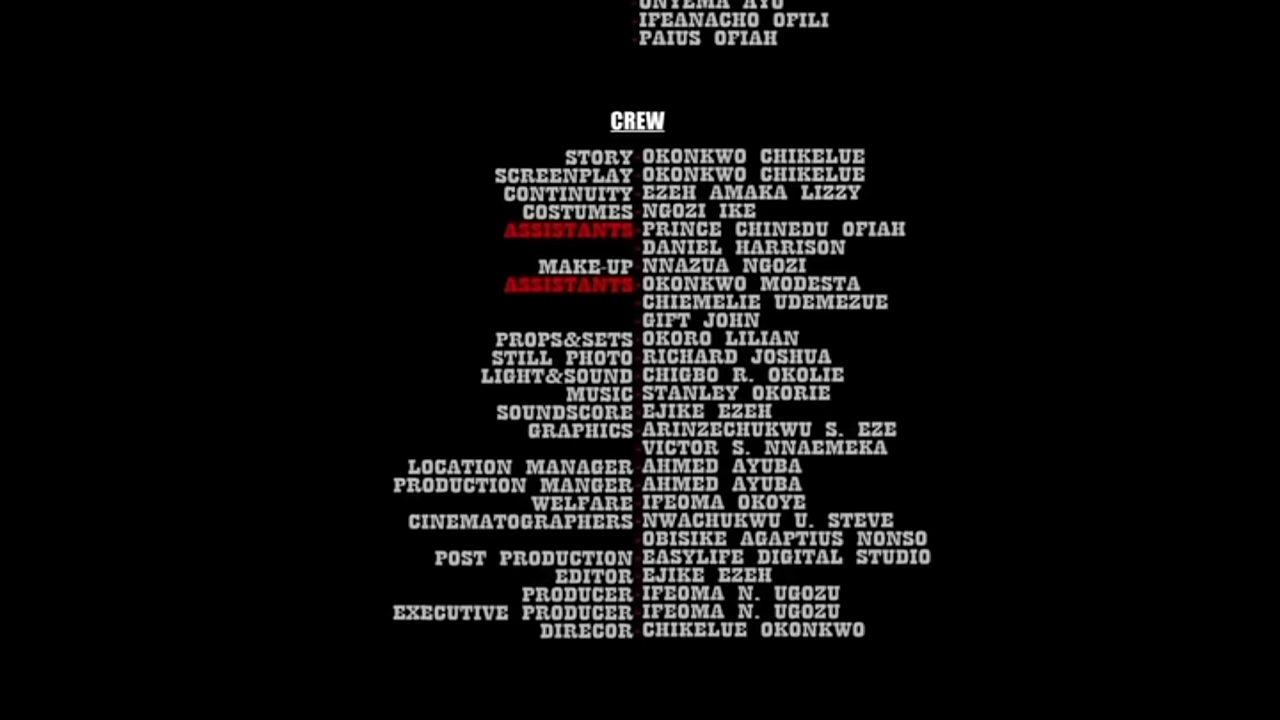 ONYEMA AYO
IFEANACHO OFILI
PAIUS OFIAH
CREW
STORY OKONKWO CHIKELUE
SCREENPLAY OKONKWO CHIKELUE
CONTINUITY EZEH AMAKA LIZZY
COSTUMES NGOZI IKE
ASSISTANTS PRINCE CHINEDU OFIAH
DANIEL HARRISON
MAKE-UP NNAZUA NGOZI
ASSISTANTS OKONKWO MODESTA
CHIEMELIE UDEMEZUE
GIFT JOHN
PROPS&SETS OKORO LILIAN
STILL PHOTO RICHARD JOSHUA
LIGHT&SOUND CHIGBO R. OKOLIE
MUSIC STANLEY OKORIE
SOUNDSCORE EJIKE EZEH
GRAPHICS ARINZECHUKWU S. EZE
VICTOR S. NNAEMEKA
LOCATION MANAGER AHMED AYUBA
PRODUCTION MANGER AHMED AYUBA
WELFARE IFEOMA OKOYE
CINEMATOGRAPHERS NWACHUKWU U. STEVE
OBISIKE AGAPTIUS NONSO
POST PRODUCTION EASYLIFE DIGITAL STUDIO
EDITOR EJIKE EZEH
PRODUCER IFEOMA N. UGOZU
EXECUTIVE PRODUCER IFEOMA N. UGOZU
DIRECOR CHIKELUE OKONKWO